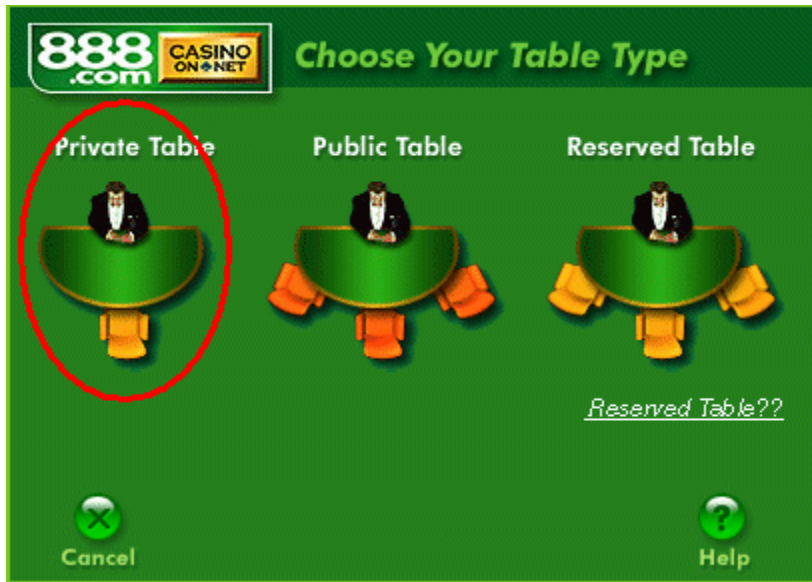 888.com
CASINO
ON NET
Choose Your Table Type
Private Table
Public Table
Reserved Table
Reserved Table??
Cancel
?
Help